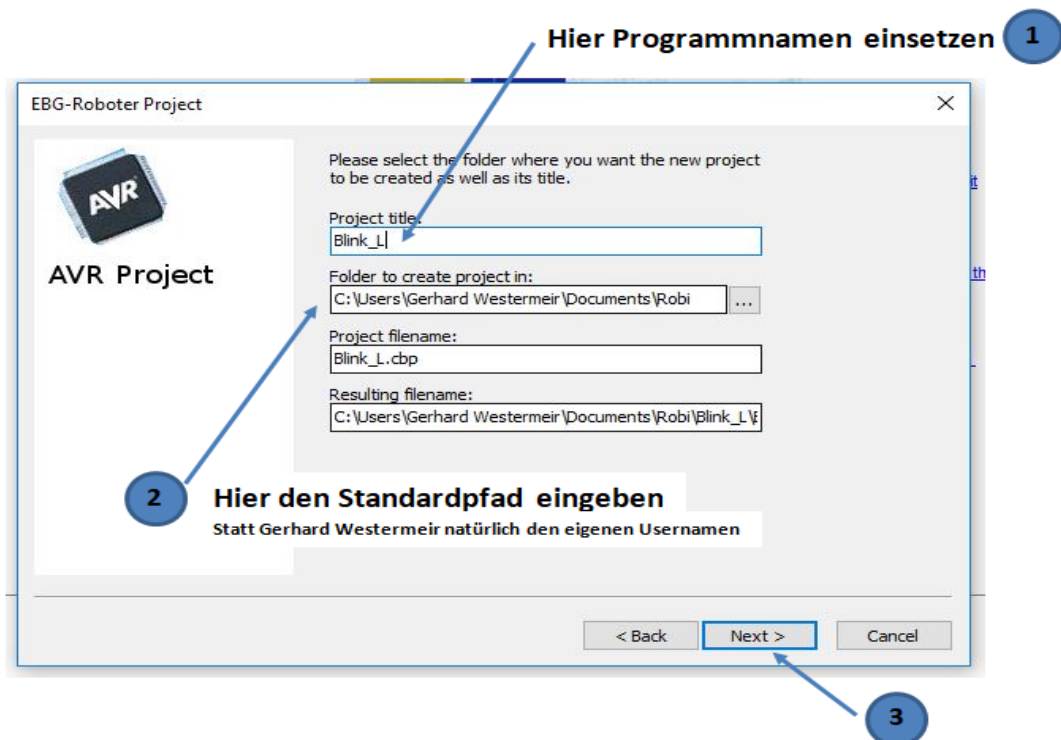 Hier Programmnamen einsetzen 1
EBG-Roboter Project
AVR
AVR Project
Please select the folder where you want the new project
to be created as well as its title.
Project title:
Blink_L
Folder to create project in:
C:\Users\Gerhard Westermeir\Documents\Robi
...
Project filename:
Blink_L.cbp
Resulting filename:
C:\Users\Gerhard Westermeir\Documents\Robi\Blink_L\
2 Hier den Standardpfad eingeben
Statt Gerhard Westermeir natürlich den eigenen Usernamen
< Back Next > Cancel
3
it
th